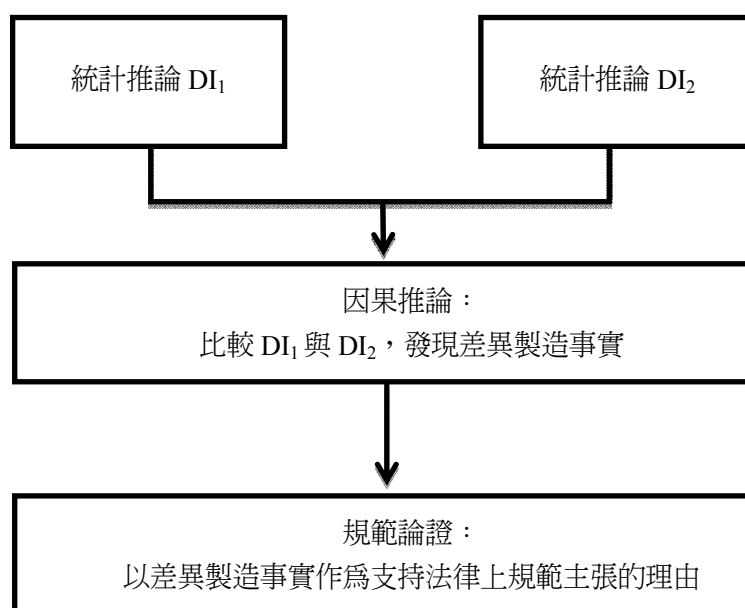 統計推論 DI₁
統計推論 DI₂
因果推論：
比較 DI₁ 與 DI₂，發現差異製造事實
規範論證：
以差異製造事實作爲支持法律上規範主張的理由